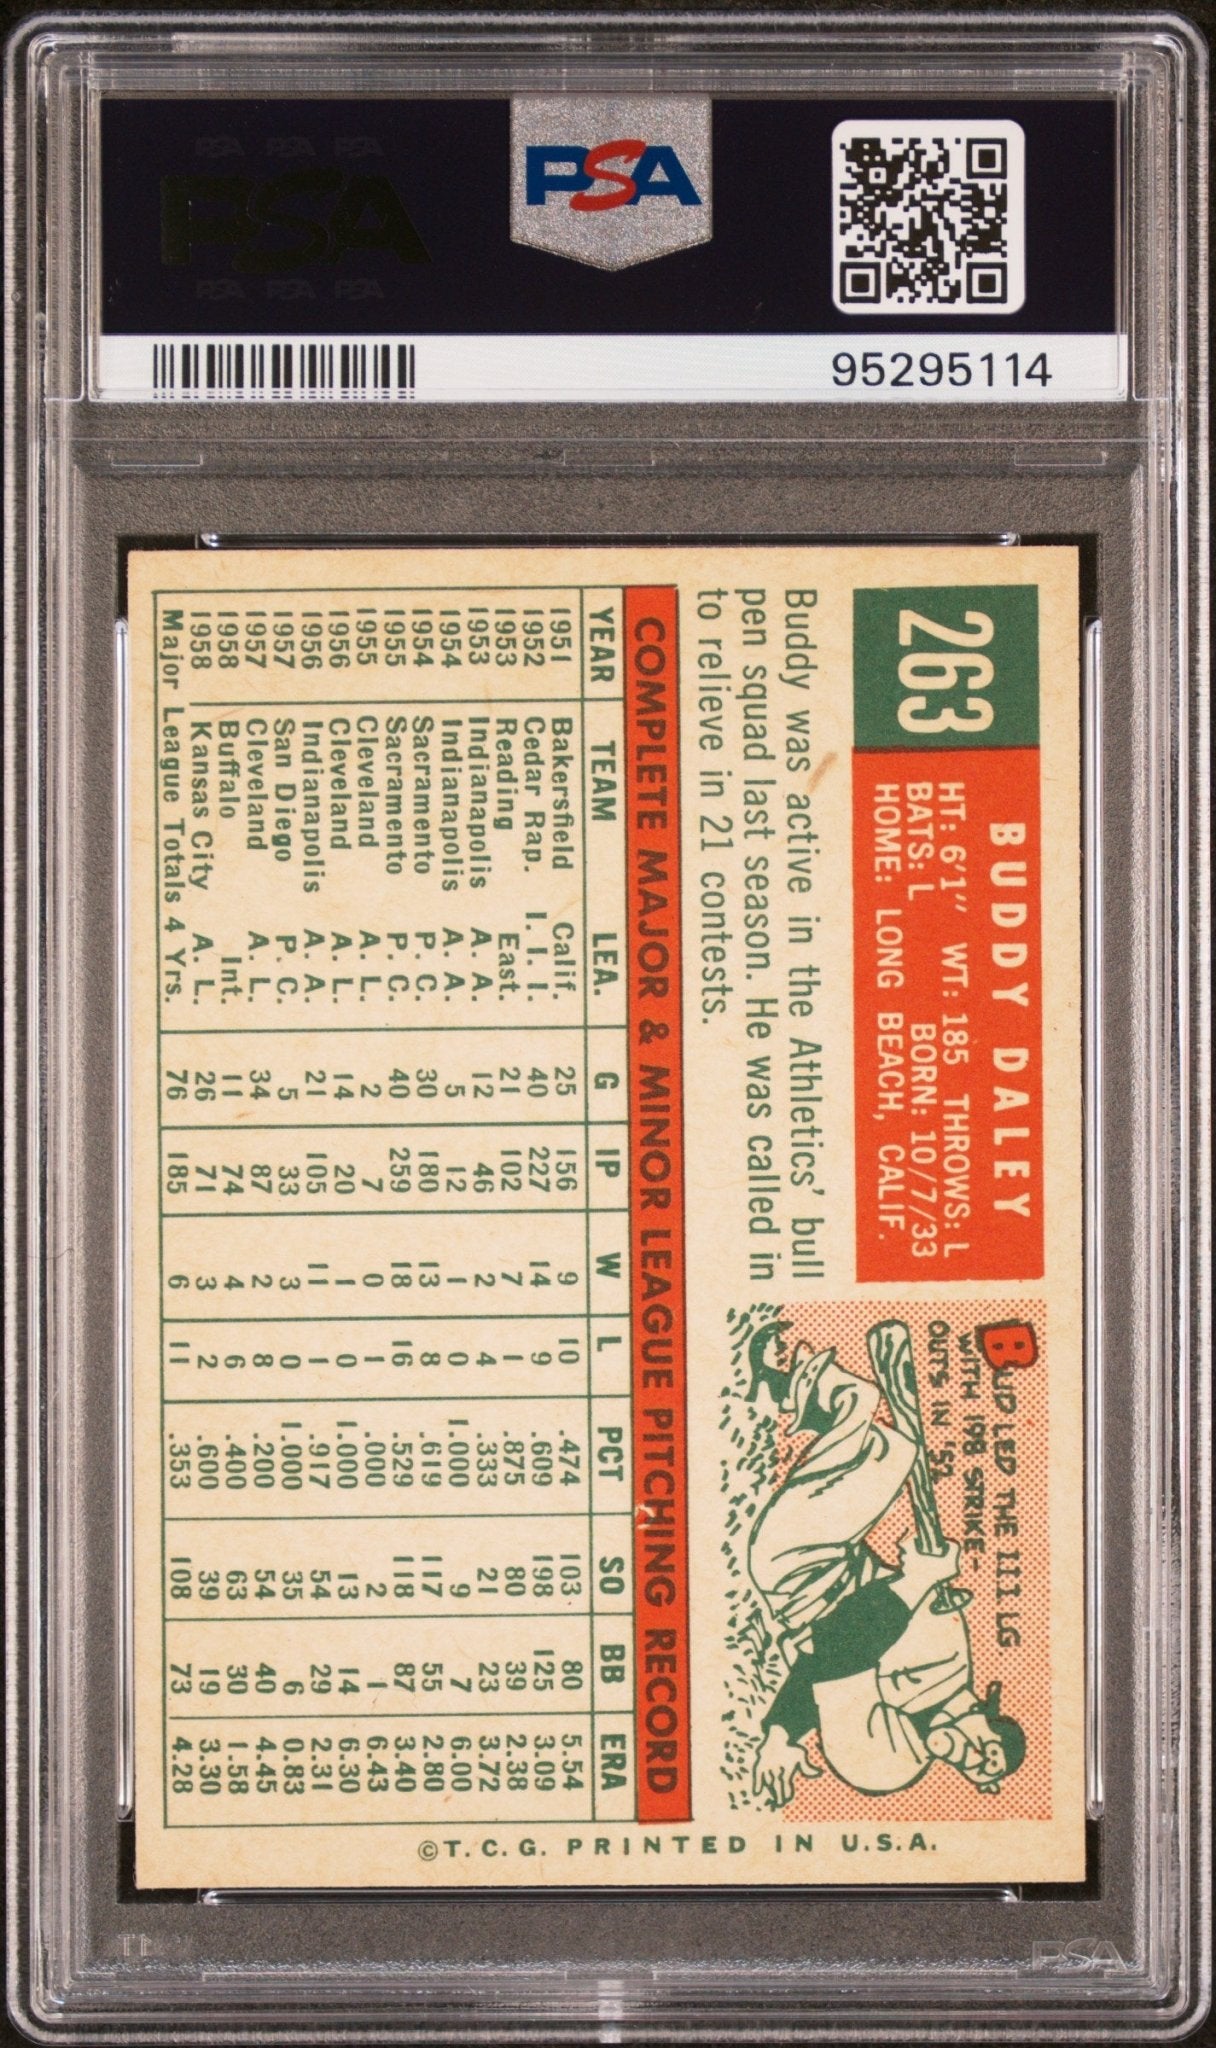 PSA PSA PSA
PSA
PSA PSA PSA
PSA
95295114
263
BUDDY DALEY
HT: 6'1" WT: 185 THROWS: L
BATS: L BORN: 10/7/33
HOME: LONG BEACH, CALIF.
Buddy was active in the Athletics' bull
pen squad last season. He was called in
to relieve in 21 contests.
BUD LED THE III LG.
WITH 198 STRIKE-
OUTS IN '52
COMPLETE MAJOR & MINOR LEAGUE PITCHING RECORD
YEAR TEAM LEA. G IP W L PCT SO BB ERA
1951 Bakersfield Calif. 25 156 9 10 .474 103 80 5.54
1952 Cedar Rap. I. I. I. 40 227 14 9 .609 198 125 3.09
1953 Reading East. 21 102 7 1 .875 80 39 2.38
1953 Indianapolis A. A. 12 46 2 4 .333 21 23 3.72
1954 Indianapolis A. A. 5 12 1 0 1.000 9 7 6.00
1954 Sacramento P. C. 30 180 13 8 .619 117 55 2.80
1955 Sacramento P. C. 40 259 18 16 .529 118 87 3.40
1955 Cleveland A. L. 2 7 0 1 .000 2 1 6.43
1956 Cleveland A. L. 14 20 1 0 1.000 13 14 6.30
1956 Indianapolis A. A. 21 105 11 1 .917 54 29 2.31
1957 San Diego P. C. 5 33 3 0 1.000 35 6 0.83
1957 Cleveland A. L. 34 87 2 8 .200 54 40 4.45
1958 Buffalo Int. 11 74 4 6 .400 63 30 1.58
1958 Kansas City A. L. 26 71 3 2 .600 39 19 3.30
Major League Totals 4 Yrs. 76 185 6 11 .353 108 73 4.28
©T. C. G. PRINTED IN U.S.A.
PSA